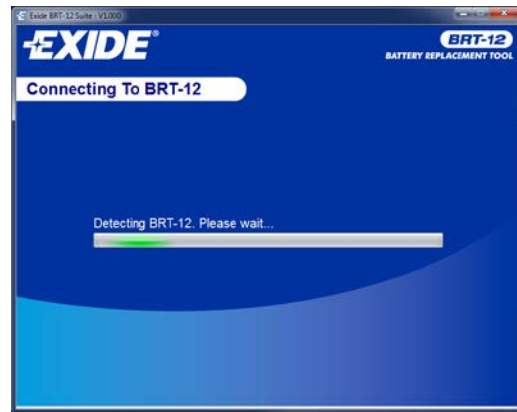 Exide BRT-12 Suite : V1.000
EXIDE®
BRT-12
BATTERY REPLACEMENT TOOL
Connecting To BRT-12
Detecting BRT-12. Please wait...